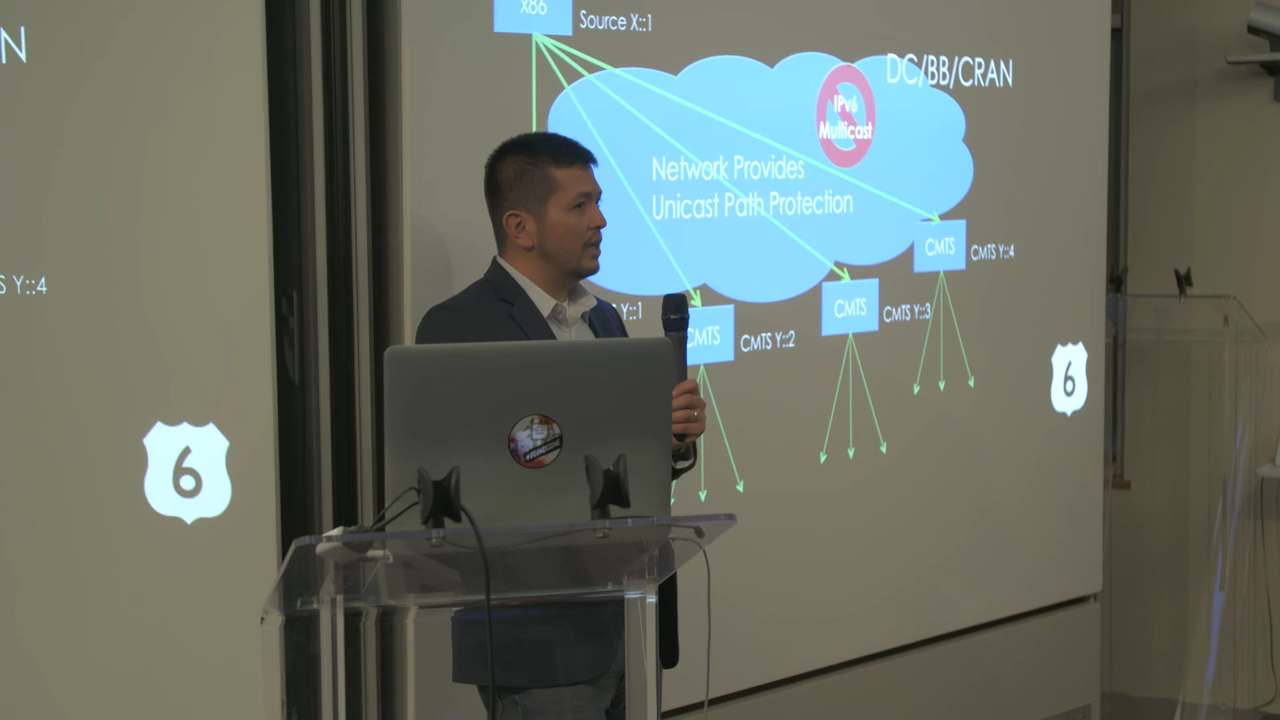 N
S Y::4
6
x86
Source X::1
DC/BB/CRAN
IPv6
Multicast
Network Provides
Unicast Path Protection
CMTS
CMTS Y::4
Y::1
CMTS
CMTS Y::3
CMTS
CMTS Y::2
6